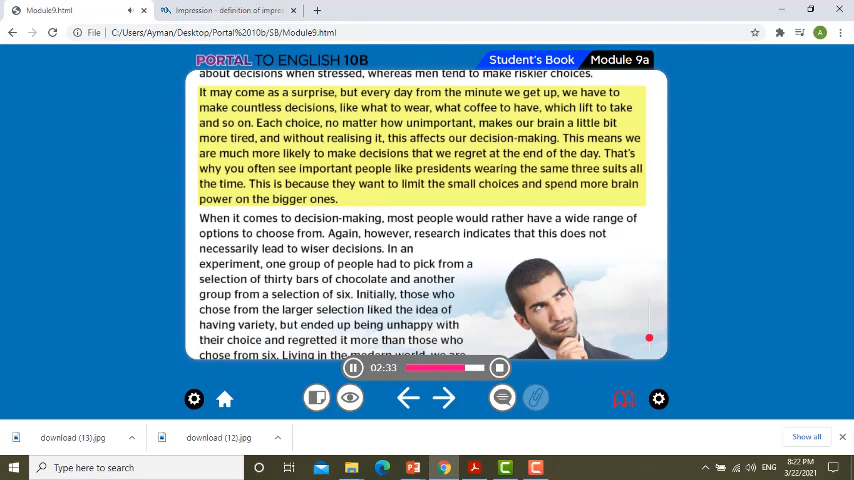 Module9.html
Impression - definition of impres
File
C:/Users/Ayman/Desktop/Portal%2010b/SB/Module9.html
A
PORTAL TO ENGLISH 10B
Student's Book
Module 9a
about decisions when stressed, whereas men tend to make riskier choices.
It may come as a surprise, but every day from the minute we get up, we have to
make countless decisions, like what to wear, what coffee to have, which lift to take
and so on. Each choice, no matter how unimportant, makes our brain a little bit
more tired, and without realising it, this affects our decision-making. This means we
are much more likely to make decisions that we regret at the end of the day. That's
why you often see important people like presidents wearing the same three suits all
the time. This is because they want to limit the small choices and spend more brain
power on the bigger ones.
When it comes to decision-making, most people would rather have a wide range of
options to choose from. Again, however, research indicates that this does not
necessarily lead to wiser decisions. In an
experiment, one group of people had to pick from a
selection of thirty bars of chocolate and another
group from a selection of six. Initially, those who
chose from the larger selection liked the idea of
having variety, but ended up being unhappy with
their choice and regretted it more than those who
chose from six. Living in the modern world, we are
02:33
download (13).jpg
download (12).jpg
Show all
Type here to search
ENG
8:22 PM
3/22/2021